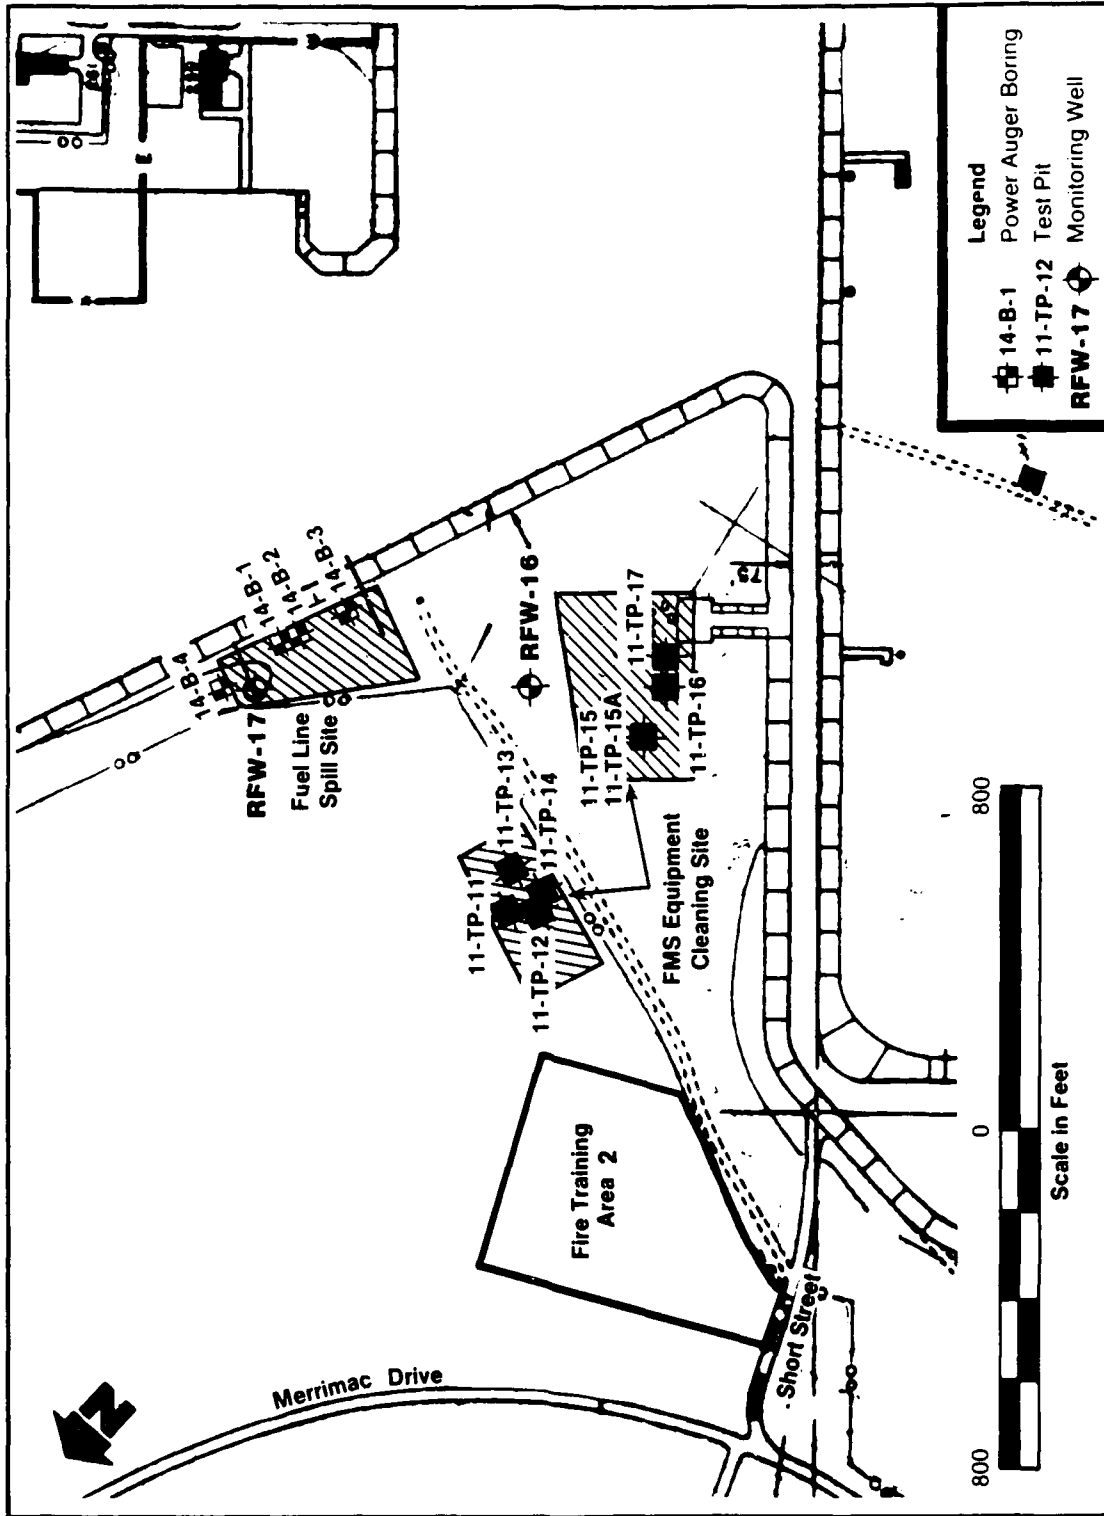 N
Merrimac Drive
Short Street
Fire Training
Area 2
FMS Equipment
Cleaning Site
11-TP-11
11-TP-12
11-TP-13
11-TP-14
11-TP-15
11-TP-15A
11-TP-16
11-TP-17
RFW-16
RFW-17
Fuel Line
Spill Site
14-B-4
14-B-1
14-B-2
14-B-3
800
0
800
Scale in Feet
Legend
14-B-1 Power Auger Boring
11-TP-12 Test Pit
RFW-17 Monitoring Well